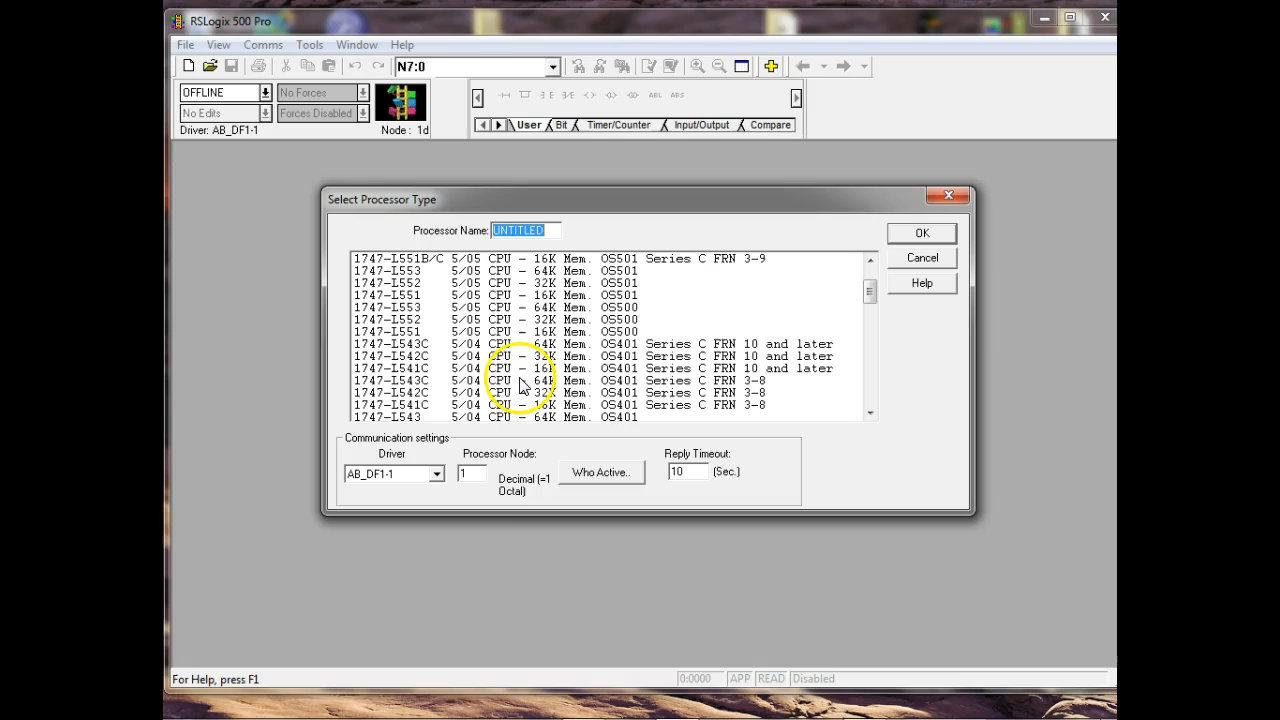 RSLogix 500 Pro
File View Comms Tools Window Help
N7:0
OFFLINE No Forces
No Edits Forces Disabled
Driver: AB_DF1-1 Node : 1d
User Bit Timer/Counter Input/Output Compare
ABL ABS
Select Processor Type
Processor Name: UNTITLED
OK
Cancel
Help
1747-L551B/C 5/05 CPU - 16K Mem. OS501 Series C FRN 3-9
1747-L553 5/05 CPU - 64K Mem. OS501
1747-L552 5/05 CPU - 32K Mem. OS501
1747-L551 5/05 CPU - 16K Mem. OS501
1747-L553 5/05 CPU - 64K Mem. OS500
1747-L552 5/05 CPU - 32K Mem. OS500
1747-L551 5/05 CPU - 16K Mem. OS500
1747-L543C 5/04 CPU - 64K Mem. OS401 Series C FRN 10 and later
1747-L542C 5/04 CPU - 32K Mem. OS401 Series C FRN 10 and later
1747-L541C 5/04 CPU - 16K Mem. OS401 Series C FRN 10 and later
1747-L543C 5/04 CPU - 64K Mem. OS401 Series C FRN 3-8
1747-L542C 5/04 CPU - 32K Mem. OS401 Series C FRN 3-8
1747-L541C 5/04 CPU - 16K Mem. OS401 Series C FRN 3-8
1747-L543 5/04 CPU - 64K Mem. OS401
Communication settings
Driver Processor Node: Reply Timeout:
AB_DF1-1 1 Decimal (=1 Octal) Who Active.. 10 (Sec.)
For Help, press F1 0:0000 APP READ Disabled